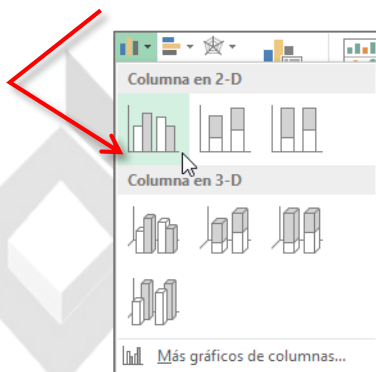 Columna en 2-D
Columna en 3-D
Más gráficos de columnas...